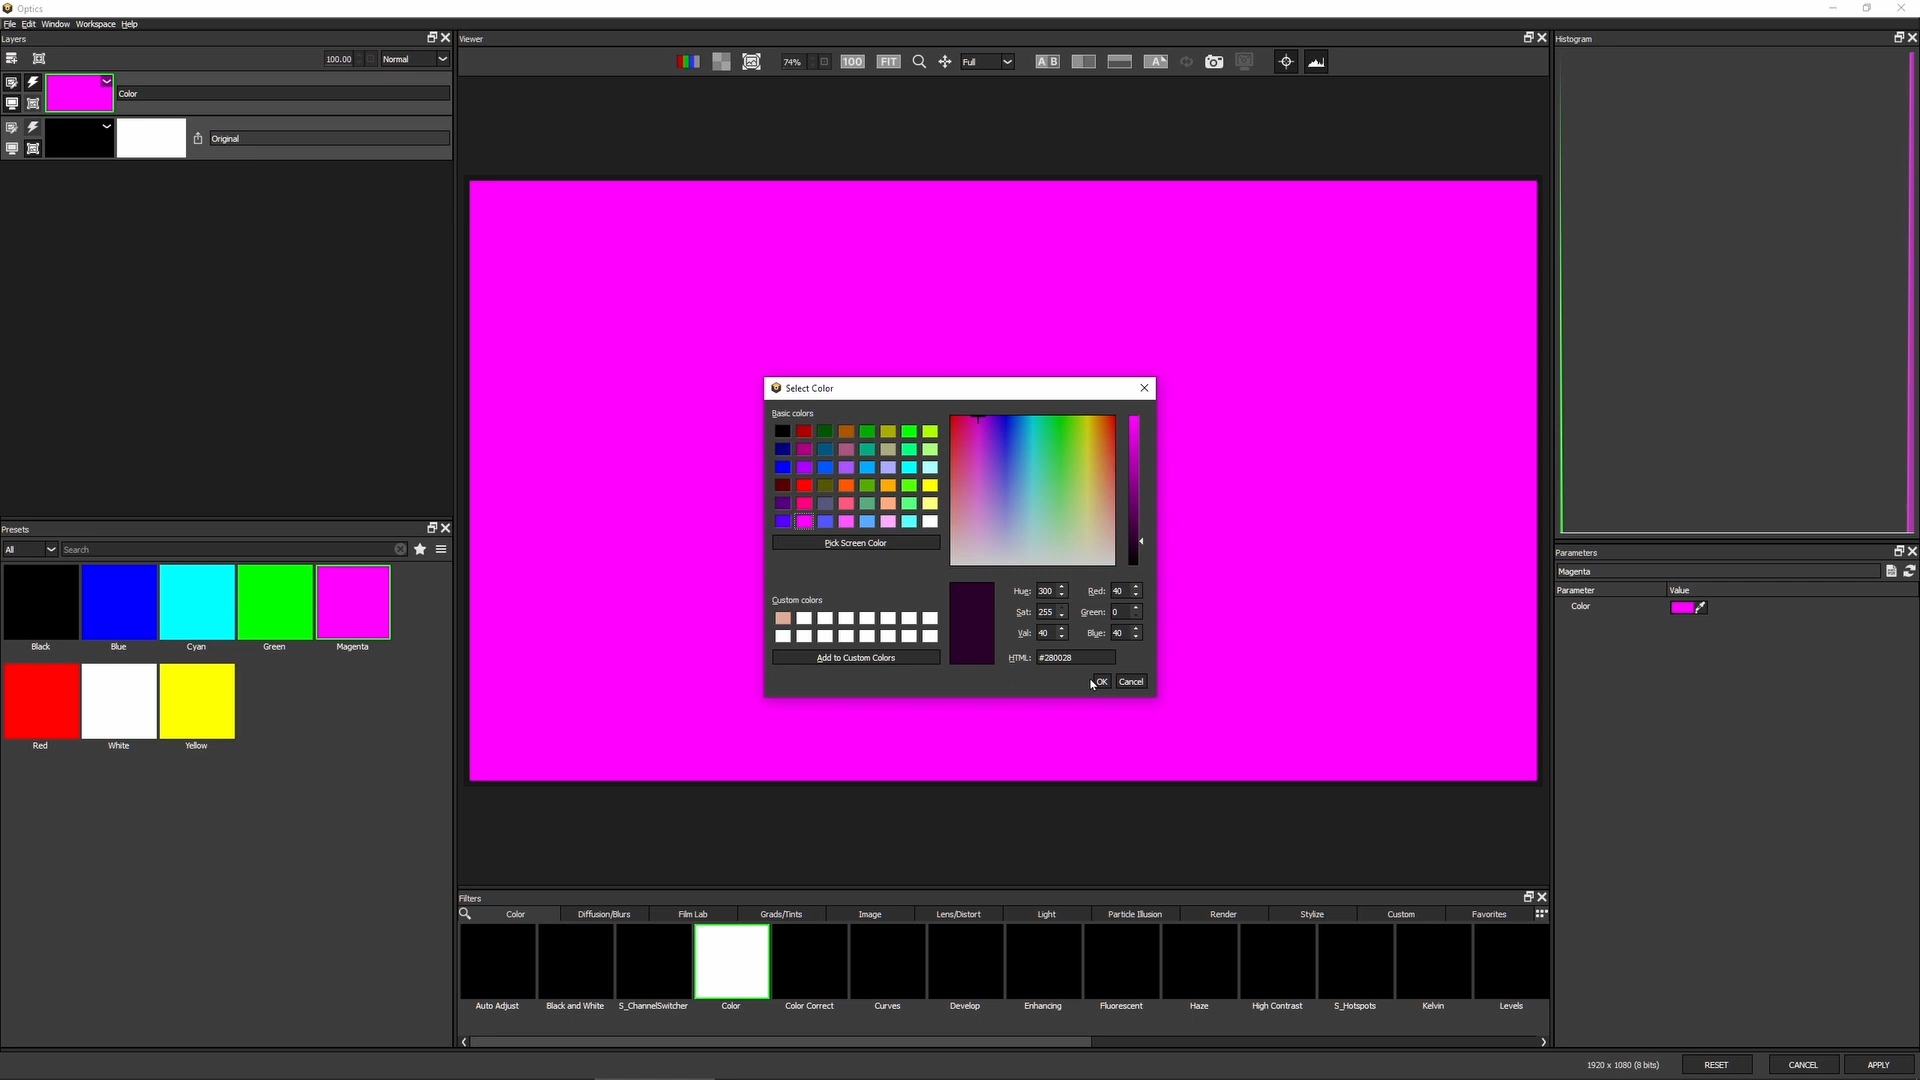 Optics
File Edit Window Workspace Help
Layers
100.00 Normal
Color
Original
Viewer
74% 100 FIT Full A B A
Histogram
Select Color
Basic colors
Pick Screen Color
Custom colors
Add to Custom Colors
Hue: 300 Red: 40
Sat: 255 Green: 0
Val: 40 Blue: 40
HTML: #280028
OK Cancel
Presets
All Search
Black Blue Cyan Green Magenta
Red White Yellow
Parameters
Magenta
Parameter Value
Color
Filters
Color Diffusion/Blurs Film Lab Grads/Tints Image Lens/Distort Light Particle Illusion Render Stylize Custom Favorites
Auto Adjust Black and White S_ChannelSwitcher Color Color Correct Curves Develop Enhancing Fluorescent Haze High Contrast S_Hotspots Kelvin Levels
1920 x 1080 (8 bits) RESET CANCEL APPLY